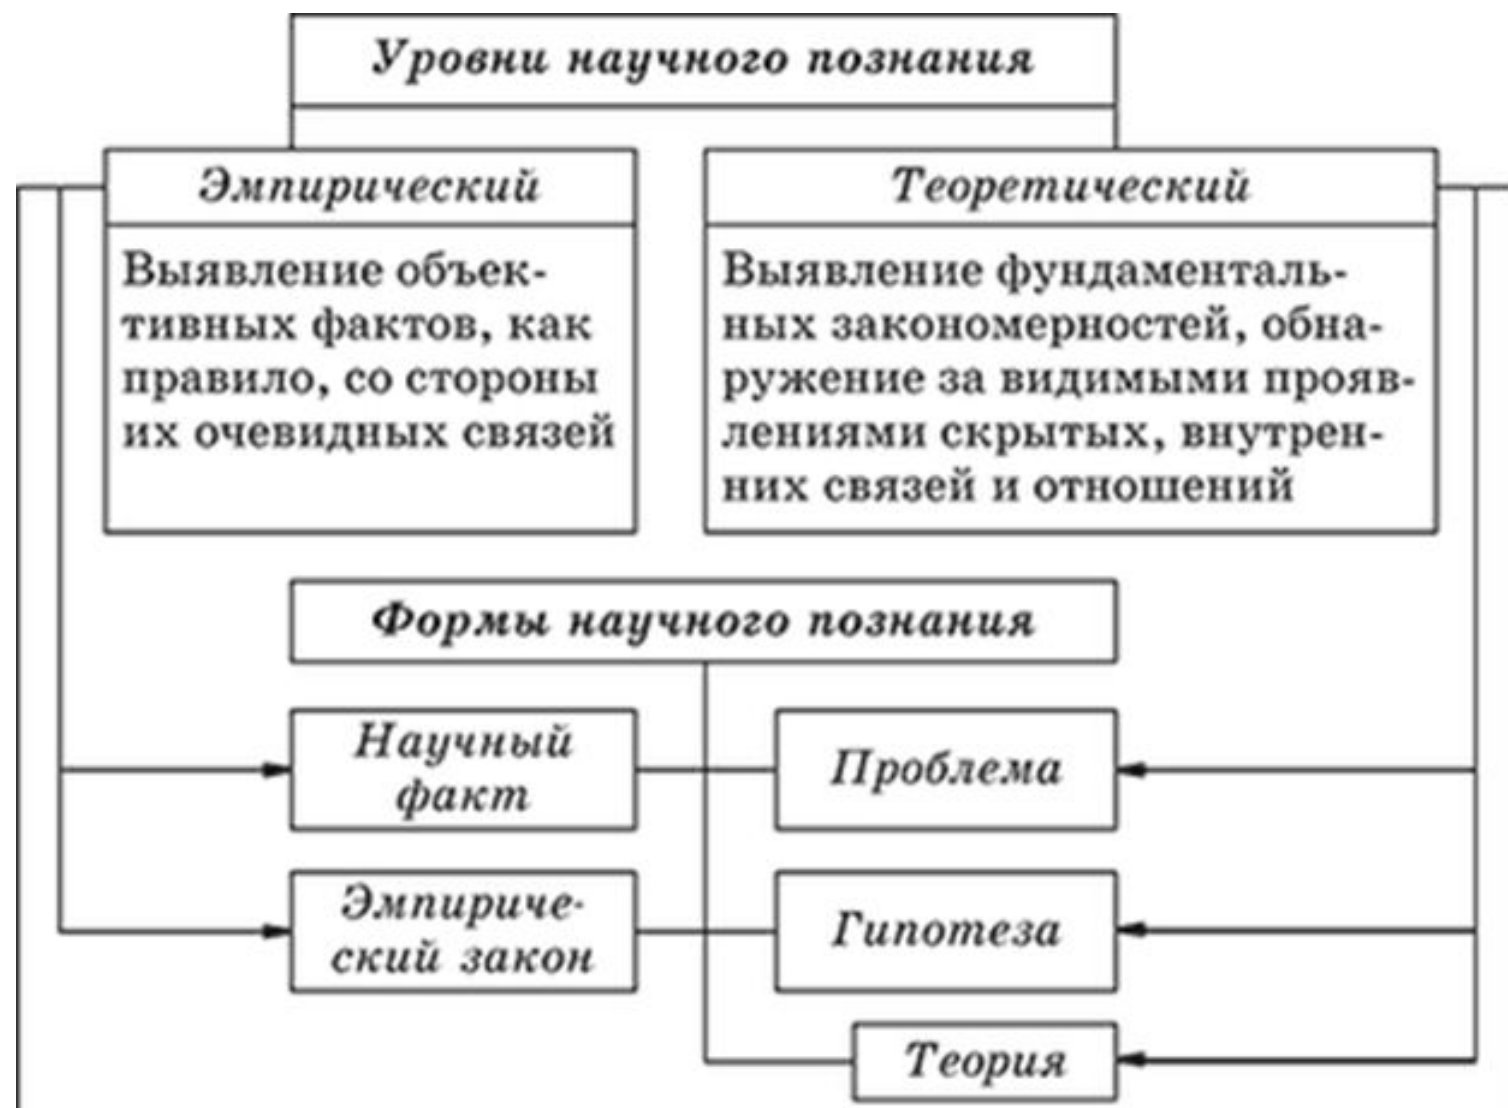 Уровни научного познания
Эмпирический
Выявление объек-
тивных фактов, как
правило, со стороны
их очевидных связей
Теоретический
Выявление фундаменталь-
ных закономерностей, обна-
ружение за видимыми прояв-
лениями скрытых, внутрен-
них связей и отношений
Формы научного познания
Научный
факт
Проблема
Эмпириче-
ский закон
Гипотеза
Теория